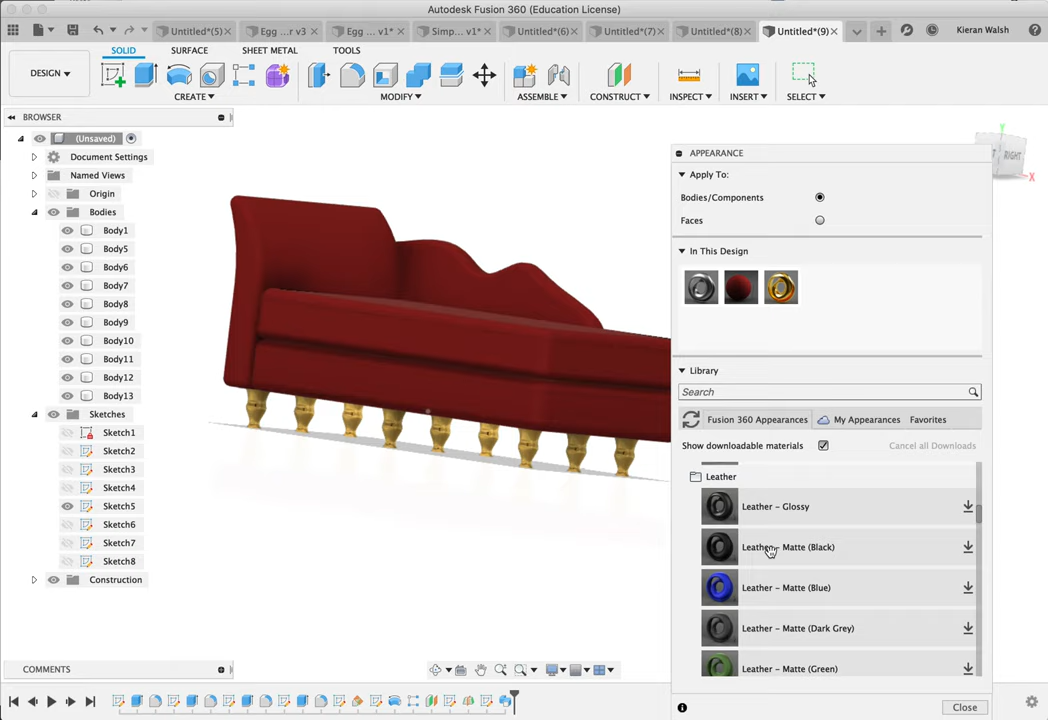 Autodesk Fusion 360 (Education License)
Untitled*(5)
Egg ...r v3
Egg ... v1*
Simp... v1*
Untitled*(6)
Untitled*(7)
Untitled*(8)
Untitled*(9)
Kieran Walsh
SOLID
SURFACE
SHEET METAL
TOOLS
DESIGN
CREATE
MODIFY
ASSEMBLE
CONSTRUCT
INSPECT
INSERT
SELECT
BROWSER
(Unsaved)
Document Settings
Named Views
Origin
Bodies
Body1
Body5
Body6
Body7
Body8
Body9
Body10
Body11
Body12
Body13
Sketches
Sketch1
Sketch2
Sketch3
Sketch4
Sketch5
Sketch6
Sketch7
Sketch8
Construction
COMMENTS
RIGHT
X
APPEARANCE
Apply To:
Bodies/Components
Faces
In This Design
Library
Search
Fusion 360 Appearances
My Appearances
Favorites
Show downloadable materials
Cancel all Downloads
Leather
Leather - Glossy
Leather - Matte (Black)
Leather - Matte (Blue)
Leather - Matte (Dark Grey)
Leather - Matte (Green)
Close